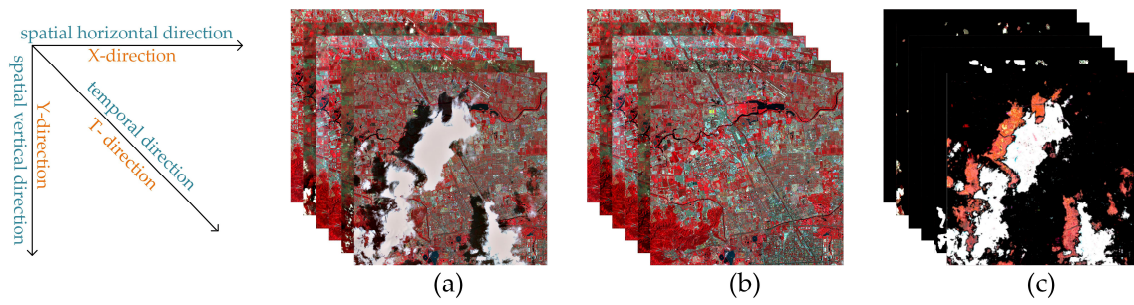 spatial horizontal direction
X-direction
spatial vertical direction
Y-direction
temporal direction
T- direction
(a)
(b)
(c)